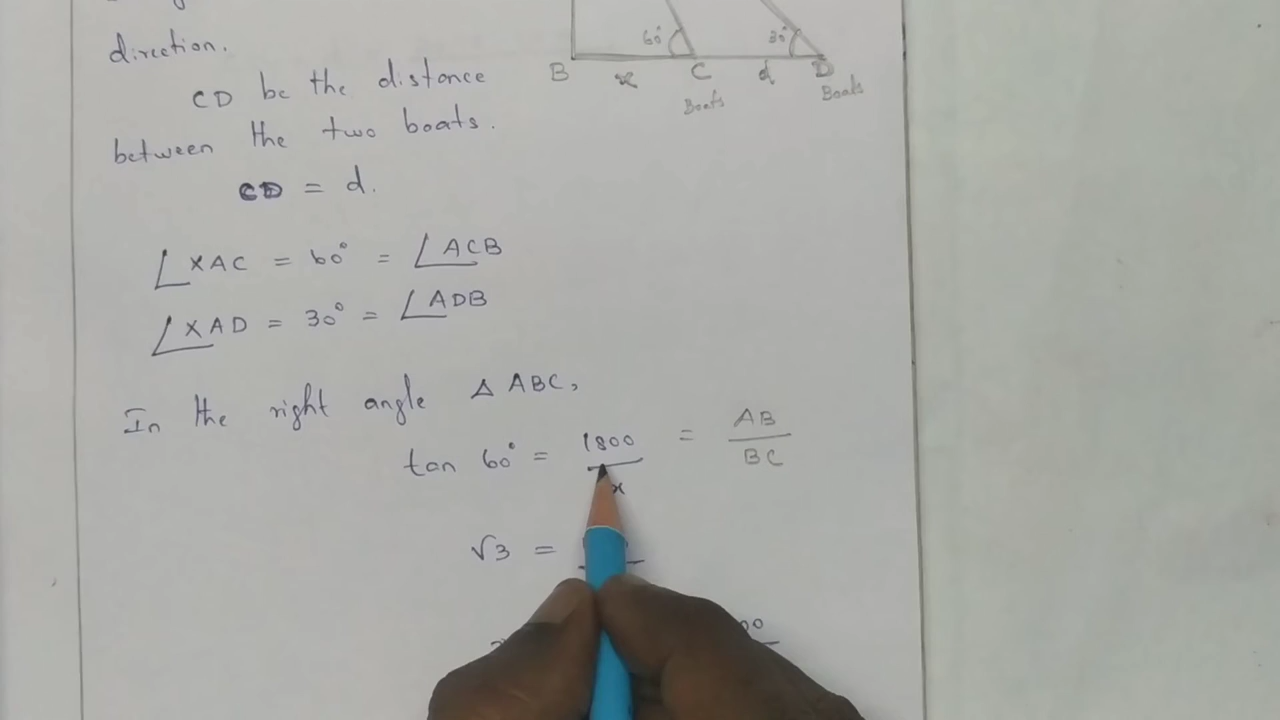 direction.
CD be the distance
between the two boats.
CD = d.
∠XAC = 60° = ∠ACB
∠XAD = 30° = ∠ADB
In the right angle △ ABC,
tan 60° = 1800/x = AB/BC
√3 =
60° 30°
B x C d D
Boats Boats